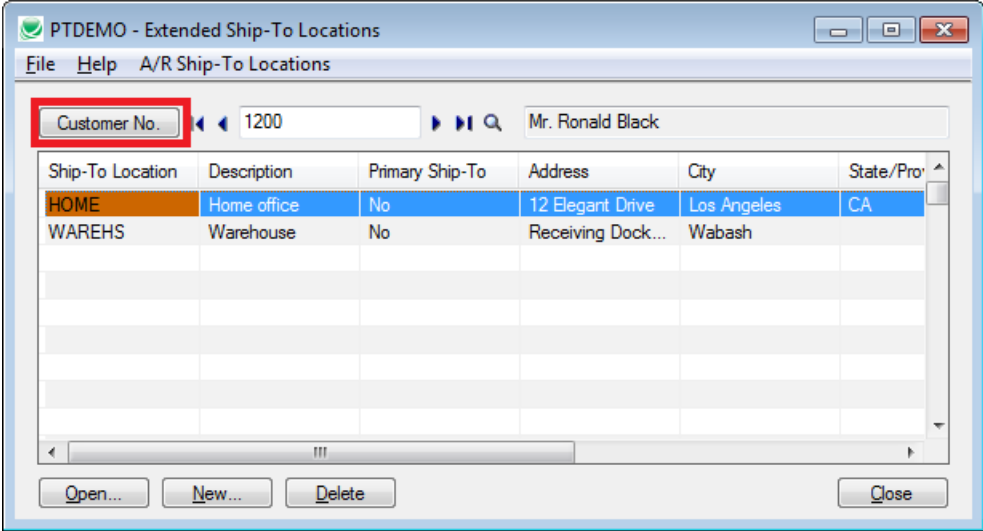 PTDEMO - Extended Ship-To Locations
File Help A/R Ship-To Locations
Customer No. 1200 Mr. Ronald Black
Ship-To Location Description Primary Ship-To Address City State/Prov
HOME Home office No 12 Elegant Drive Los Angeles CA
WAREHS Warehouse No Receiving Dock... Wabash
Open... New... Delete Close